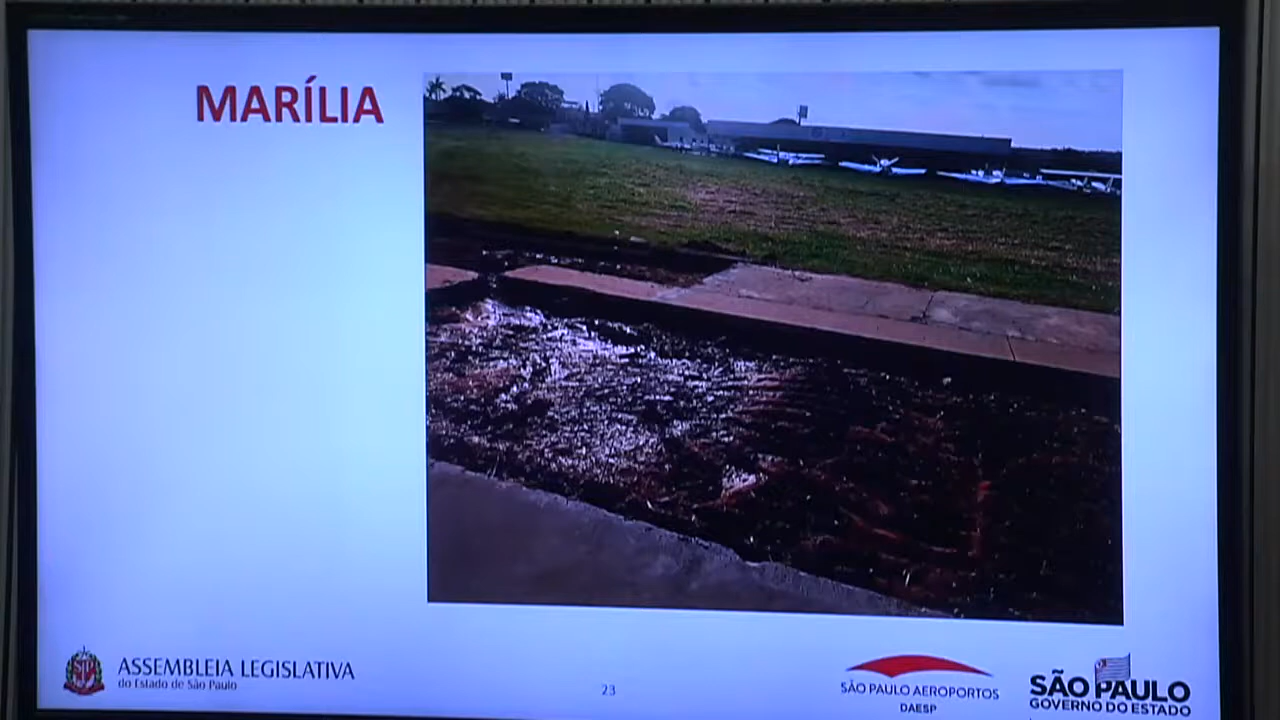 MARÍLIA
ASSEMBLEIA LEGISLATIVA
do Estado de São Paulo
23
SÃO PAULO AEROPORTOS
DAESP
SÃO PAULO
GOVERNO DO ESTADO